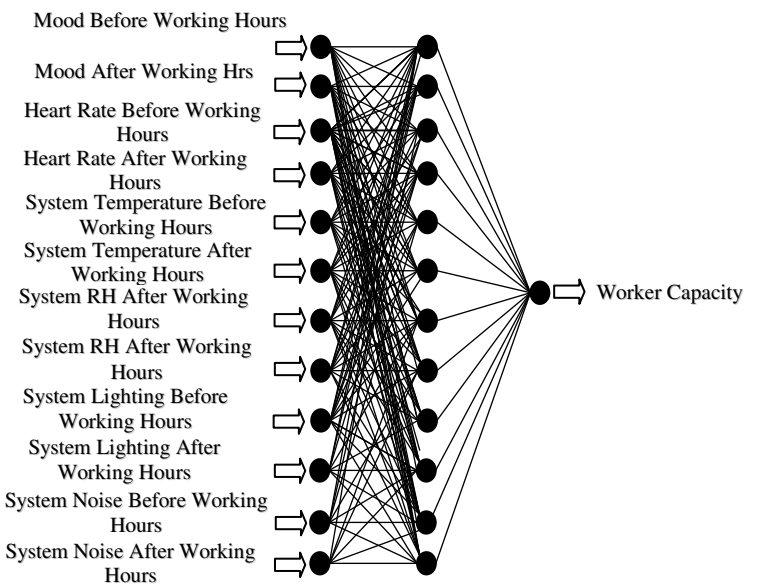 Mood Before Working Hours
Mood After Working Hrs
Heart Rate Before Working
Hours
Heart Rate After Working
Hours
System Temperature Before
Working Hours
System Temperature After
Working Hours
System RH After Working
Hours
System RH After Working
Hours
System Lighting Before
Working Hours
System Lighting After
Working Hours
System Noise Before Working
Hours
System Noise After Working
Hours
Worker Capacity